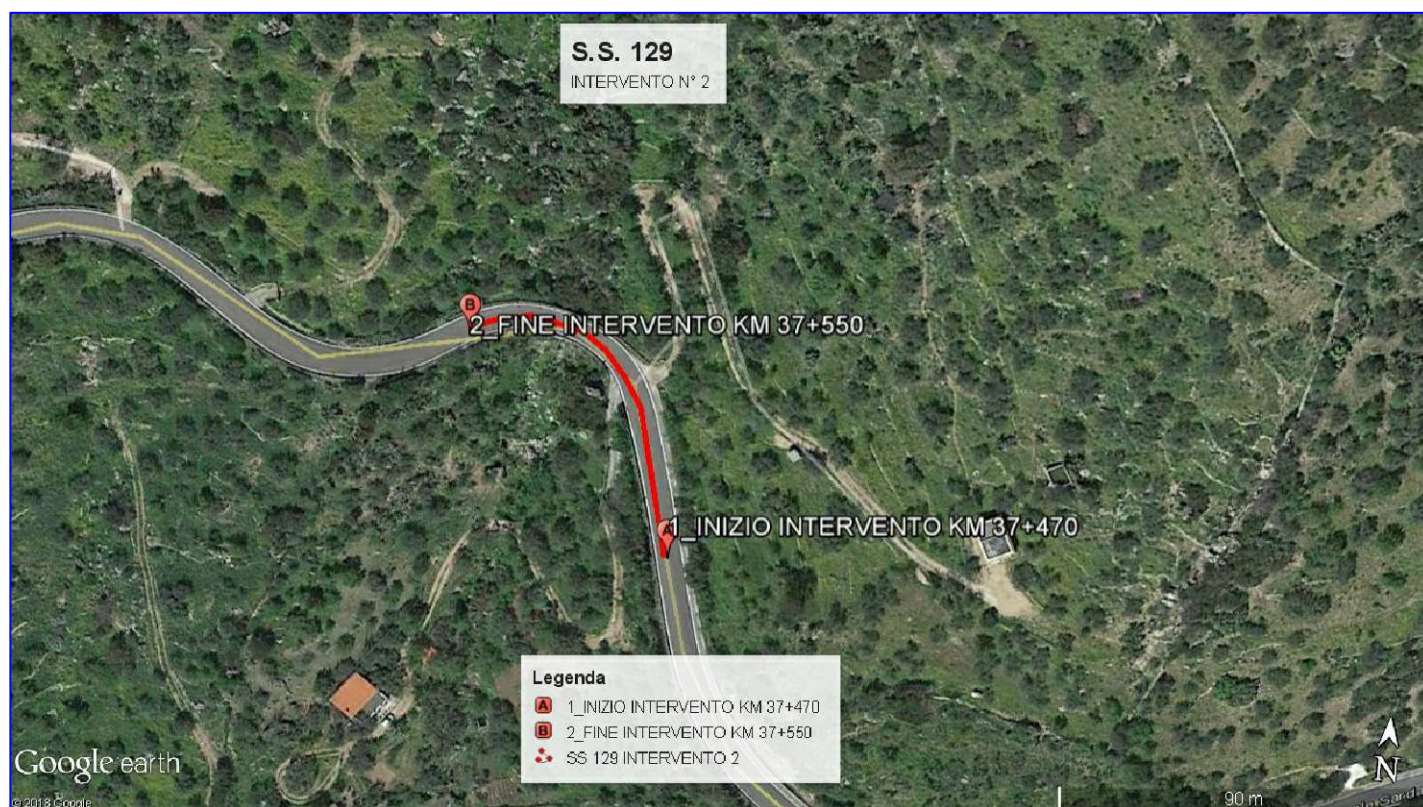 S.S. 129
INTERVENTO N° 2
B
2_FINE INTERVENTO KM 37+550
A
1_INIZIO INTERVENTO KM 37+470
Legenda
A 1_INIZIO INTERVENTO KM 37+470
B 2_FINE INTERVENTO KM 37+550
SS 129 INTERVENTO 2
Google earth
© 2018 Google
N
90 m